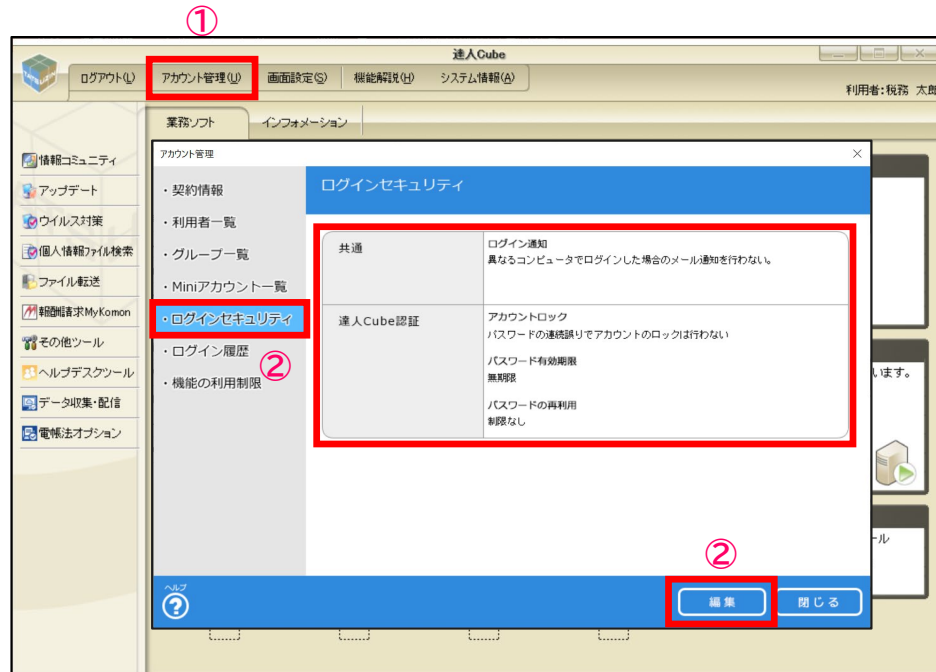 ①
達人Cube
ログアウト(L)
アカウント管理(U)
画面設定(S)
機能解説(H)
システム情報(A)
利用者:税務 太郎
業務ソフト
インフォメーション
情報コミュニティ
アップデート
ウイルス対策
個人情報ファイル検索
ファイル転送
報酬請求MyKomon
その他ツール
ヘルプデスクツール
データ収集・配信
電帳法オプション
アカウント管理
・契約情報
・利用者一覧
・グループ一覧
・Miniアカウント一覧
・ログインセキュリティ
②
・ログイン履歴
・機能の利用制限
ログインセキュリティ
共通
ログイン通知
異なるコンピュータでログインした場合のメール通知を行わない。
達人Cube認証
アカウントロック
パスワードの連続誤りでアカウントのロックは行わない
パスワード有効期限
無期限
パスワードの再利用
制限なし
います。
ール
②
ヘルプ
編集
閉じる